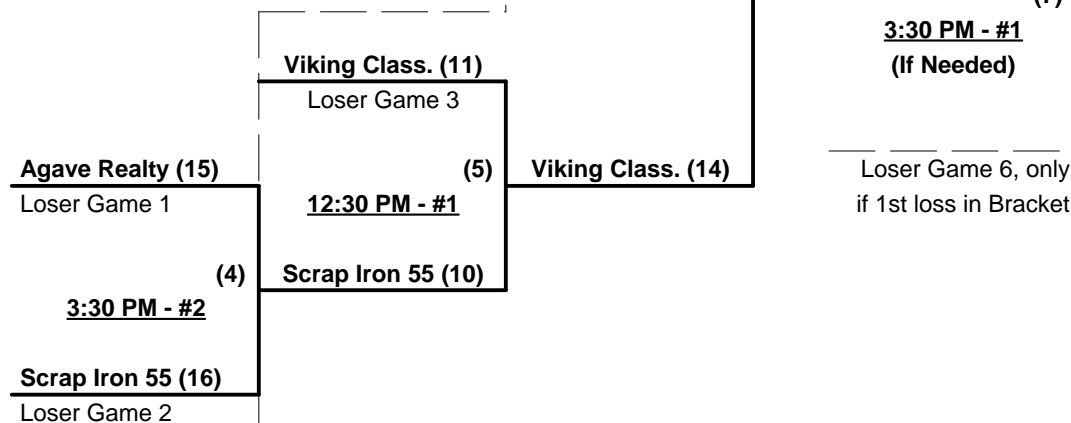 3:30 PM - #1
(If Needed)
Viking Class. (11)
Loser Game 3
Agave Realty (15)
Loser Game 1
(5)
12:30 PM - #1
Viking Class. (14)
Loser Game 6, only
if 1st loss in Bracket
(4)
3:30 PM - #2
Scrap Iron 55 (10)
Scrap Iron 55 (16)
Loser Game 2